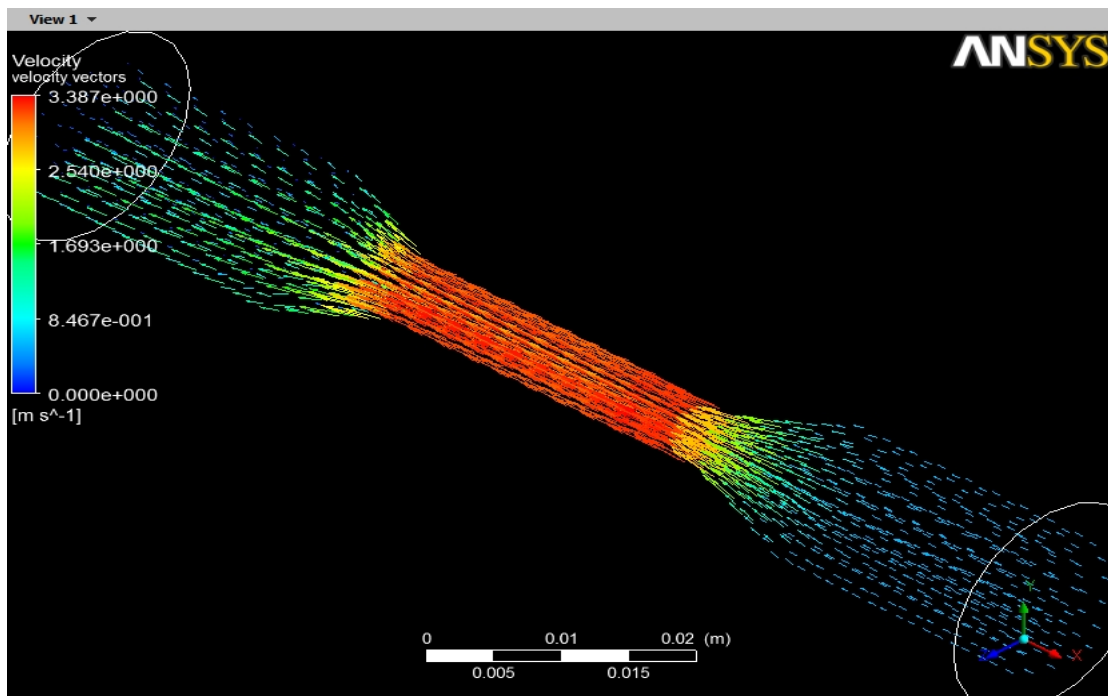 View 1
ANSYS
Velocity
velocity vectors
3.387e+000
2.540e+000
1.693e+000
8.467e-001
0.000e+000
[m s^-1]
0 0.01 0.02 (m)
0.005 0.015
Y
X